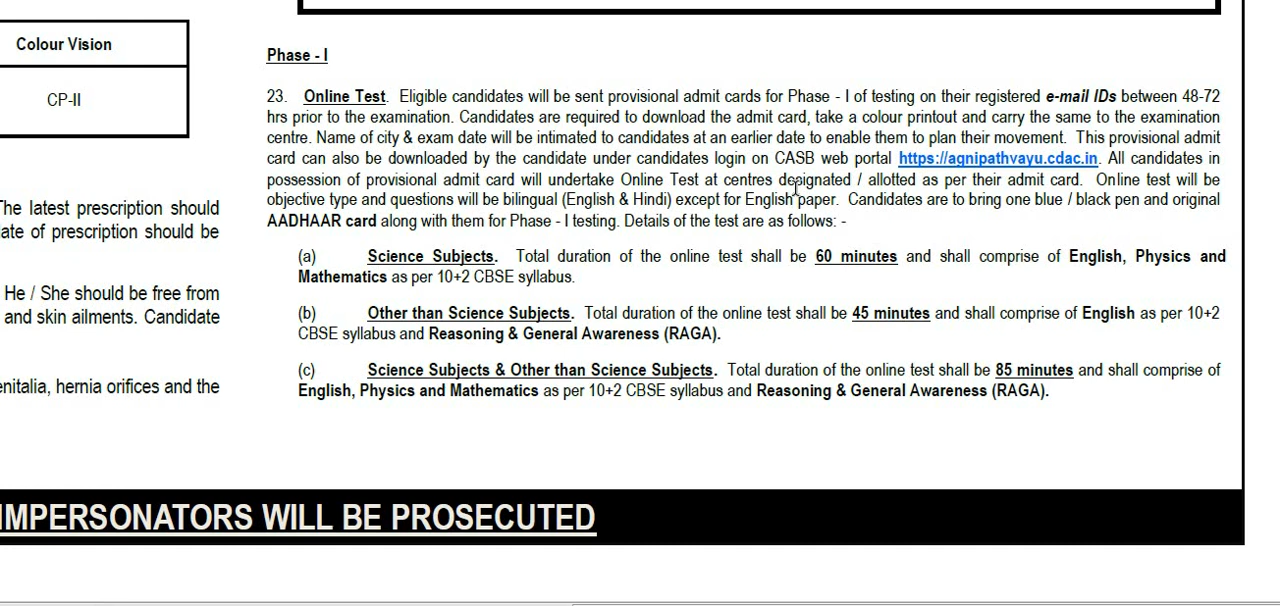 Colour Vision
CP-II
The latest prescription should
ate of prescription should be
He / She should be free from
and skin ailments. Candidate
enitalia, hernia orifices and the
Phase - I
23. Online Test. Eligible candidates will be sent provisional admit cards for Phase - I of testing on their registered e-mail IDs between 48-72
hrs prior to the examination. Candidates are required to download the admit card, take a colour printout and carry the same to the examination
centre. Name of city & exam date will be intimated to candidates at an earlier date to enable them to plan their movement. This provisional admit
card can also be downloaded by the candidate under candidates login on CASB web portal https://agnipathvayu.cdac.in. All candidates in
possession of provisional admit card will undertake Online Test at centres designated / allotted as per their admit card. Online test will be
objective type and questions will be bilingual (English & Hindi) except for English paper. Candidates are to bring one blue / black pen and original
AADHAAR card along with them for Phase - I testing. Details of the test are as follows: -
(a) Science Subjects. Total duration of the online test shall be 60 minutes and shall comprise of English, Physics and
Mathematics as per 10+2 CBSE syllabus.
(b) Other than Science Subjects. Total duration of the online test shall be 45 minutes and shall comprise of English as per 10+2
CBSE syllabus and Reasoning & General Awareness (RAGA).
(c) Science Subjects & Other than Science Subjects. Total duration of the online test shall be 85 minutes and shall comprise of
English, Physics and Mathematics as per 10+2 CBSE syllabus and Reasoning & General Awareness (RAGA).
IMPERSONATORS WILL BE PROSECUTED